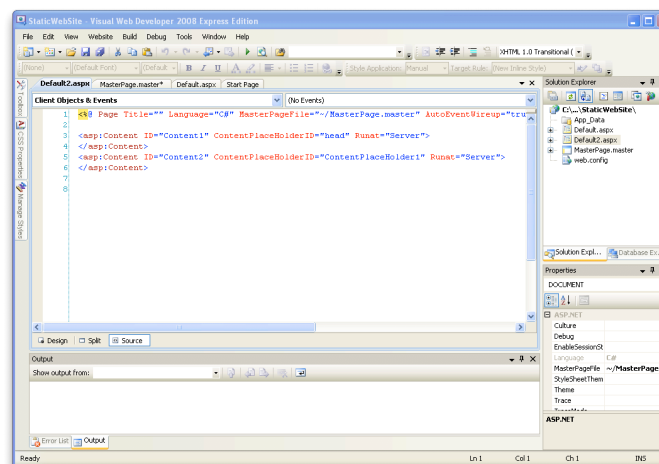 StaticWebSite - Visual Web Developer 2008 Express Edition
File Edit View Website Build Debug Tools Window Help
XHTML 1.0 Transitional (
(None) (Default Font) (Default B I U A Style Application: Manual Target Rule: (New Inline Style)
Default2.aspx MasterPage.master* Default.aspx Start Page
Toolbox
CSS Properties
Manage Styles
Client Objects & Events (No Events)
1 <%@ Page Title="" Language="C#" MasterPageFile="~/MasterPage.master" AutoEventWireup="tru
2
3 <asp:Content ID="Content1" ContentPlaceHolderID="head" Runat="Server">
4 </asp:Content>
5 <asp:Content ID="Content2" ContentPlaceHolderID="ContentPlaceHolder1" Runat="Server">
6 </asp:Content>
7
8
Design Split Source
Output
Show output from:
Error List Output
Solution Explorer
C:\...\StaticWebSite\
App_Data
Default.aspx
Default2.aspx
MasterPage.master
web.config
Solution Expl... Database Ex.
Properties
DOCUMENT
ASP.NET
Culture
Debug
EnableSessionSt
Language C#
MasterPageFile ~/MasterPage
StyleSheetThem
Theme
Trace
TraceMode
ASP.NET
Ready Ln 1 Col 1 Ch 1 INS